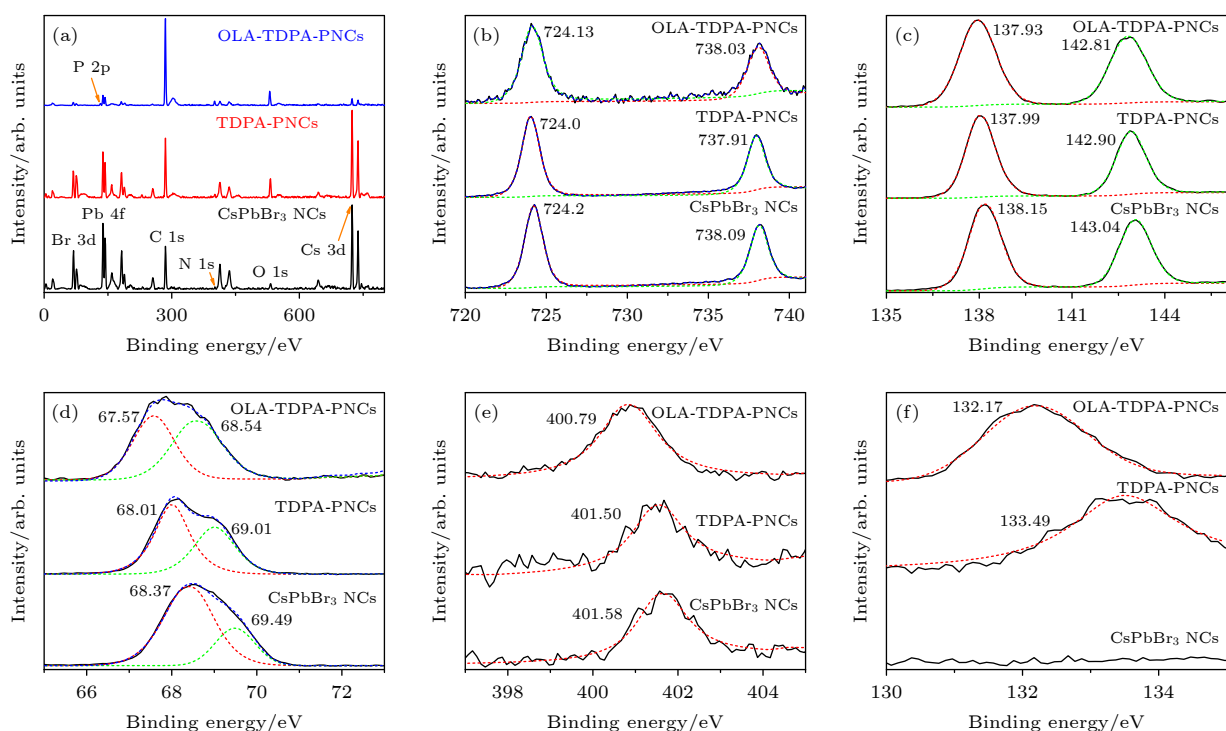 (a)
OLA-TDPA-PNCs
P 2p
TDPA-PNCs
Pb 4f
CsPbBr₃ NCs
Br 3d
C 1s
N 1s
O 1s
Cs 3d
0
300
600
Binding energy/eV
Intensity/arb. units
(b)
724.13
OLA-TDPA-PNCs
738.03
724.0
TDPA-PNCs
737.91
724.2
CsPbBr₃ NCs
738.09
720
725
730
735
740
Binding energy/eV
Intensity/arb. units
(c)
137.93
OLA-TDPA-PNCs
142.81
137.99
TDPA-PNCs
142.90
138.15
CsPbBr₃ NCs
143.04
135
138
141
144
Binding energy/eV
Intensity/arb. units
(d)
67.57
OLA-TDPA-PNCs
68.54
68.01
TDPA-PNCs
69.01
68.37
CsPbBr₃ NCs
69.49
66
68
70
72
Binding energy/eV
Intensity/arb. units
(e)
400.79
OLA-TDPA-PNCs
401.50
TDPA-PNCs
401.58
CsPbBr₃ NCs
398
400
402
404
Binding energy/eV
Intensity/arb. units
(f)
132.17
OLA-TDPA-PNCs
TDPA-PNCs
133.49
CsPbBr₃ NCs
130
132
134
Binding energy/eV
Intensity/arb. units